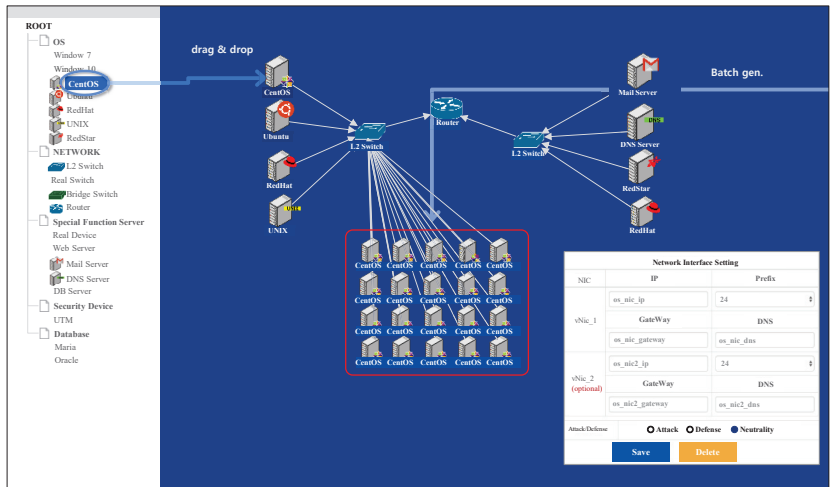 ROOT
OS
Window 7
Window 10
CentOS
Ubuntu
RedHat
UNIX
RedStar
NETWORK
L2 Switch
Real Switch
Bridge Switch
Router
Special Function Server
Real Device
Web Server
Mail Server
DNS Server
DB Server
Security Device
UTM
Database
Maria
Oracle
drag & drop
Batch gen.
CentOS
Ubuntu
RedHat
UNIX
L2 Switch
Router
L2 Switch
Mail Server
DNS
DNS Server
RedStar
RedHat
CentOS CentOS CentOS CentOS CentOS
CentOS CentOS CentOS CentOS CentOS
CentOS CentOS CentOS CentOS CentOS
CentOS CentOS CentOS CentOS CentOS
Network Interface Setting
NIC IP Prefix
vNic_1
os_nic_ip 24
GateWay DNS
os_nic_gateway os_nic_dns
vNic_2
(optional)
os_nic2_ip 24
GateWay DNS
os_nic2_gateway os_nic2_dns
Attack/Defense Attack Defense Neutrality
Save Delete